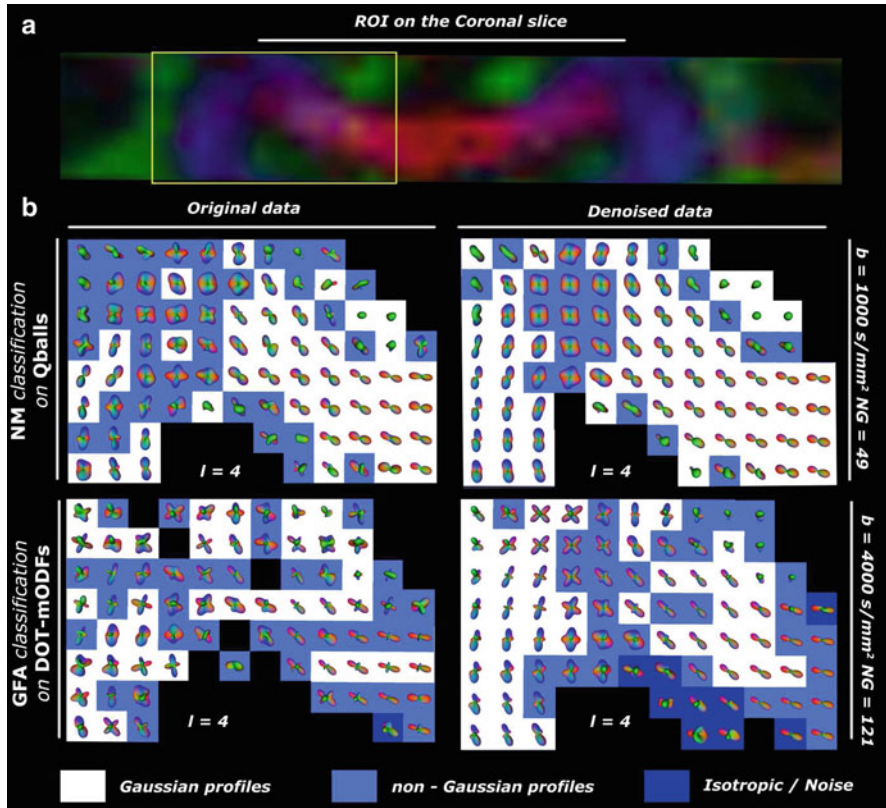 a
ROI on the Coronal slice
b
Original data
Denoised data
NM classification
on Qballs
l = 4
l = 4
b = 1000 s/mm² NG = 49
GFA classification
on DOT-mODFs
l = 4
l = 4
b = 4000 s/mm² NG = 121
Gaussian profiles
non - Gaussian profiles
Isotropic / Noise